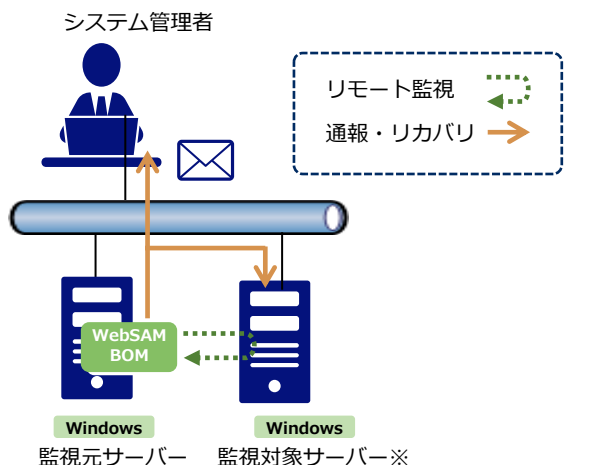 システム管理者
リモート監視
通報・リカバリ
WebSAM
BOM
Windows
Windows
監視元サーバー
監視対象サーバー※